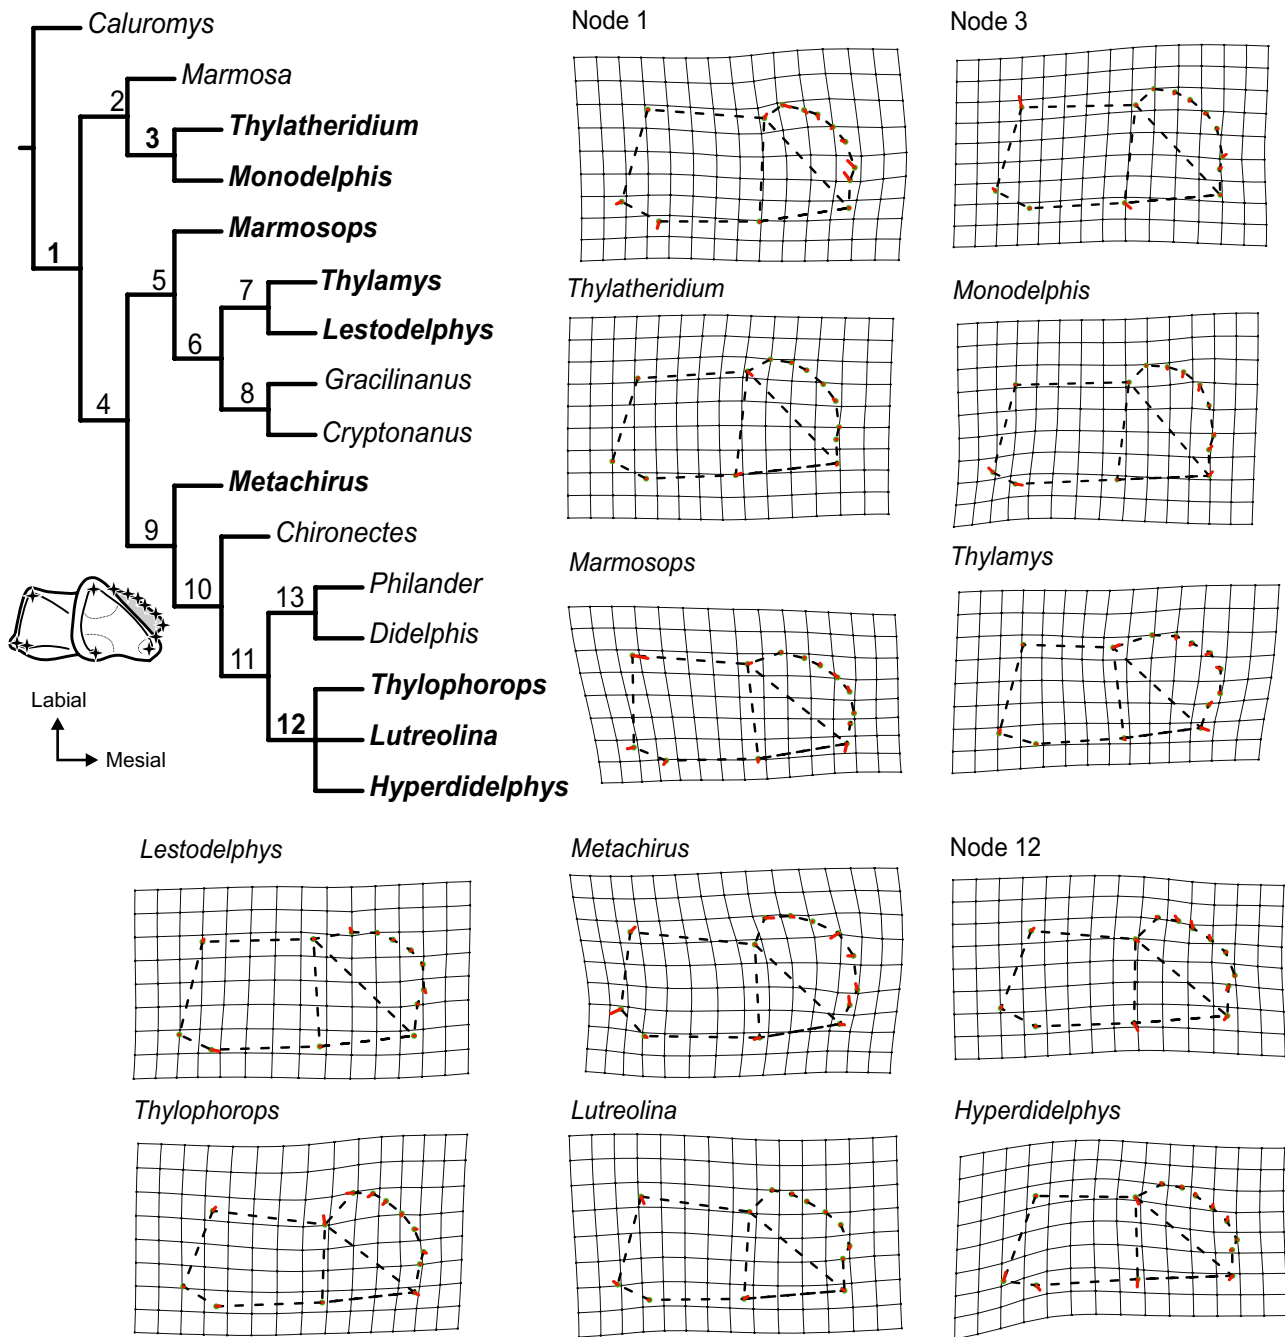 Caluromys
Marmosa
2
Thylatheridium
3
Monodelphis
Marmosops
1
5
7
Thylamys
Lestodelphys
6
Gracilinanus
8
4
Cryptonanus
Metachirus
9
Chironectes
10
13
Philander
Didelphis
11
Thylophorops
12
Lutreolina
Hyperdidelphys
Labial
Mesial
Node 1
Node 3
Thylatheridium
Monodelphis
Marmosops
Thylamys
Lestodelphys
Metachirus
Node 12
Thylophorops
Lutreolina
Hyperdidelphys